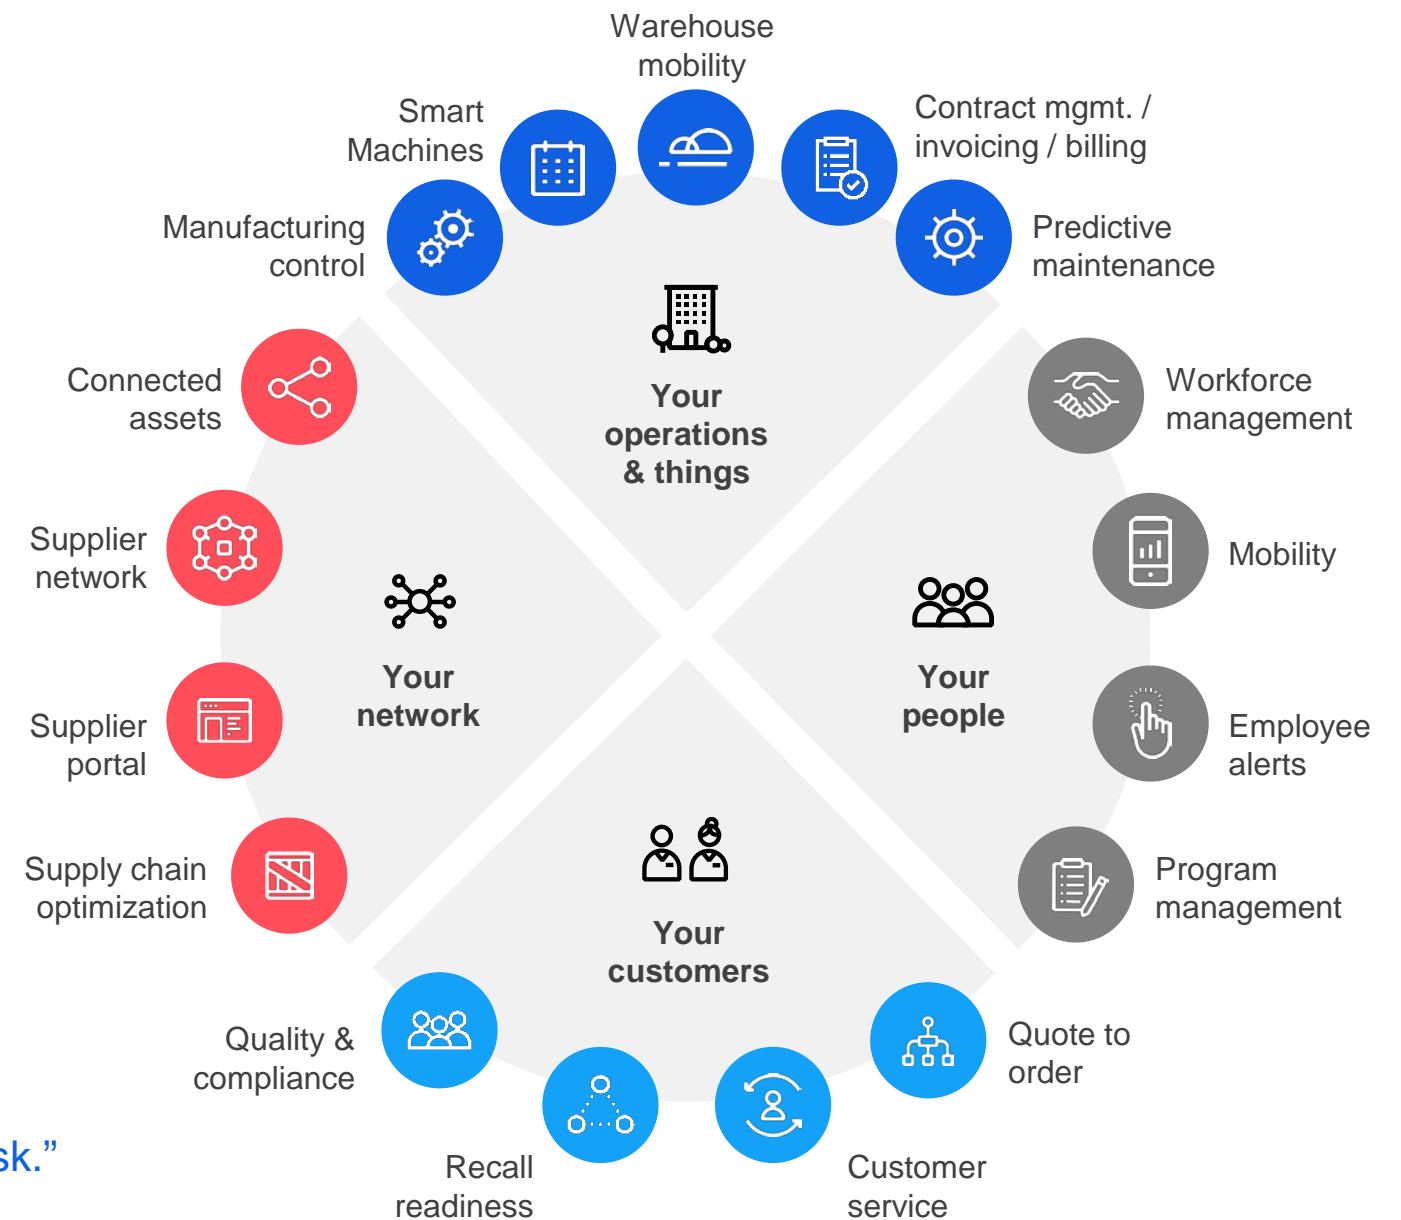 Warehouse
mobility
Smart
Machines
Contract mgmt. /
invoicing / billing
Manufacturing
control
Predictive
maintenance
Your
operations
& things
Connected
assets
Workforce
management
Supplier
network
Mobility
Your
network
Your
people
Supplier
portal
Employee
alerts
Supply chain
optimization
Program
management
Your
customers
Quality &
compliance
Quote to
order
Recall
readiness
Customer
service